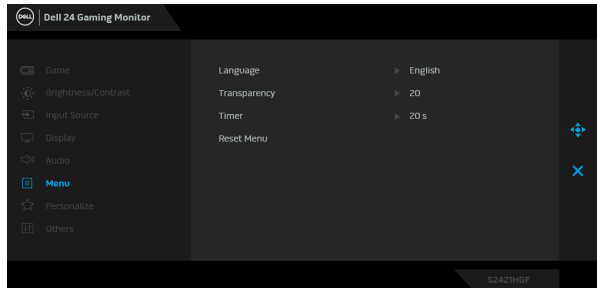 DELL Dell 24 Gaming Monitor
Game
Brightness/Contrast
Input Source
Display
Audio
Menu
Personalize
Others
Language English
Transparency 20
Timer 20 s
Reset Menu
S2421HGF